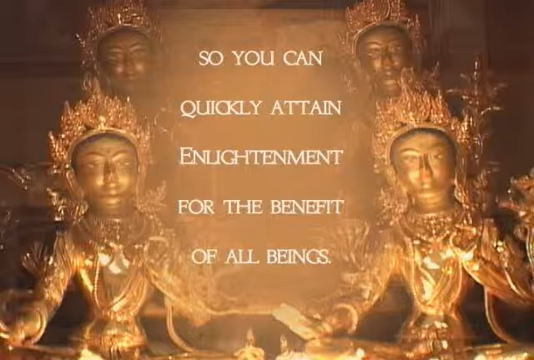 SO YOU CAN
QUICKLY ATTAIN
ENLIGHTENMENT
FOR THE BENEFIT
OF ALL BEINGS.